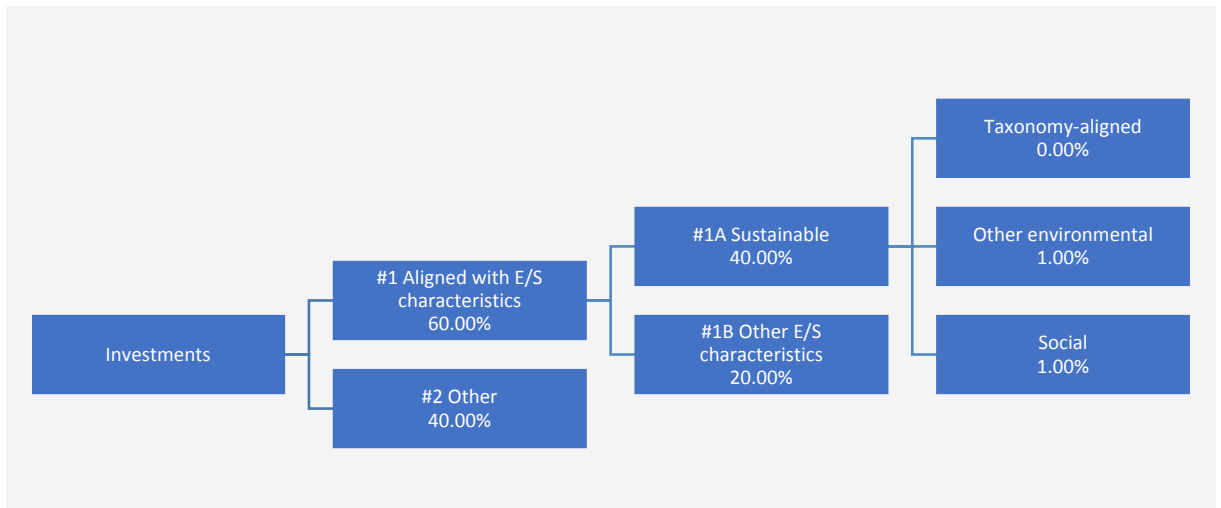 Investments
#1 Aligned with E/S
characteristics
60.00%
#2 Other
40.00%
#1A Sustainable
40.00%
#1B Other E/S
characteristics
20.00%
Taxonomy-aligned
0.00%
Other environmental
1.00%
Social
1.00%